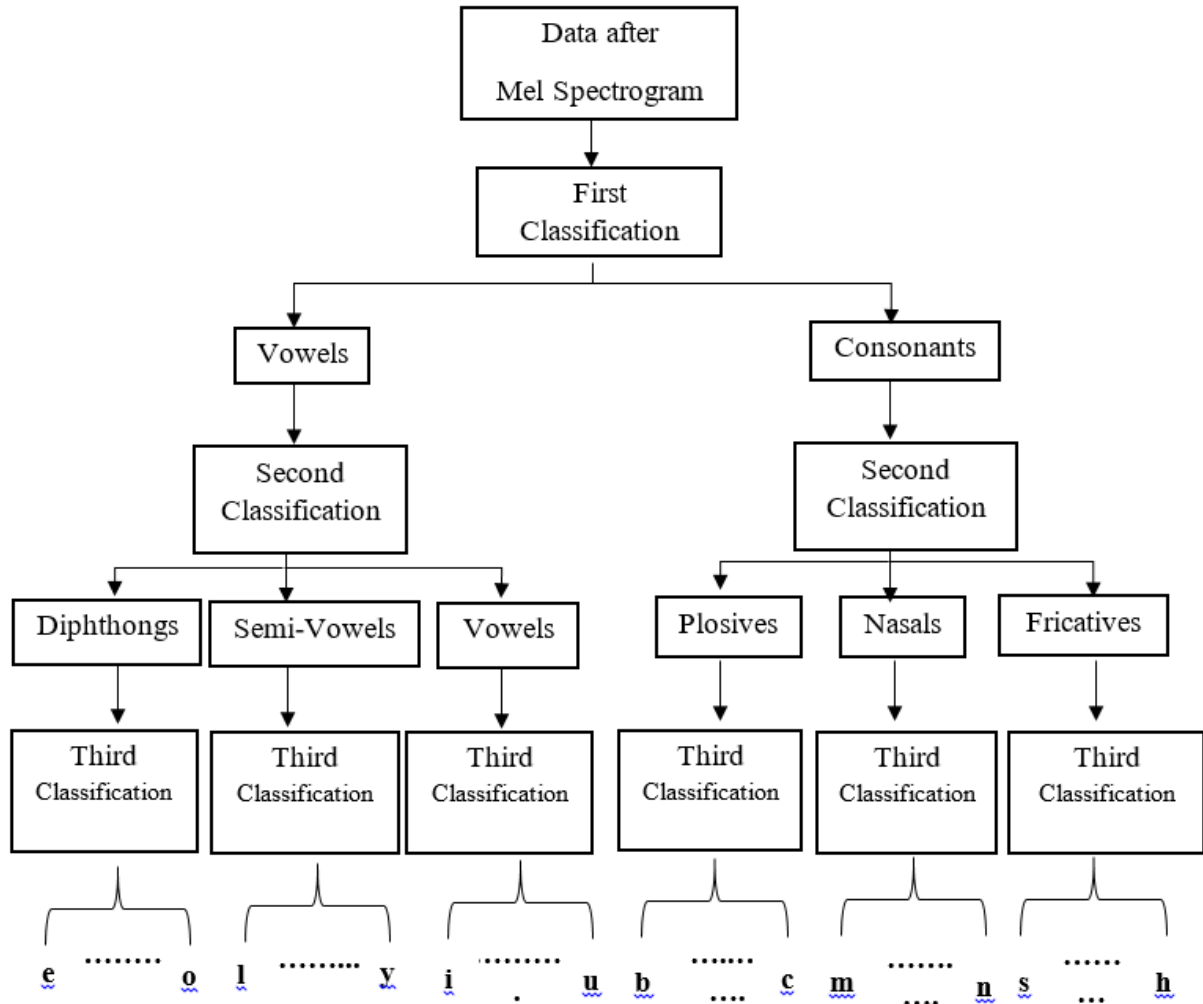 Data after
Mel Spectrogram
First
Classification
Vowels
Consonants
Second
Classification
Second
Classification
Diphthongs
Semi-Vowels
Vowels
Plosives
Nasals
Fricatives
Third
Classification
Third
Classification
Third
Classification
Third
Classification
Third
Classification
Third
Classification
e ........ o
l ......... y
i ......... u
b ........... c
m ........... n
s ......... h